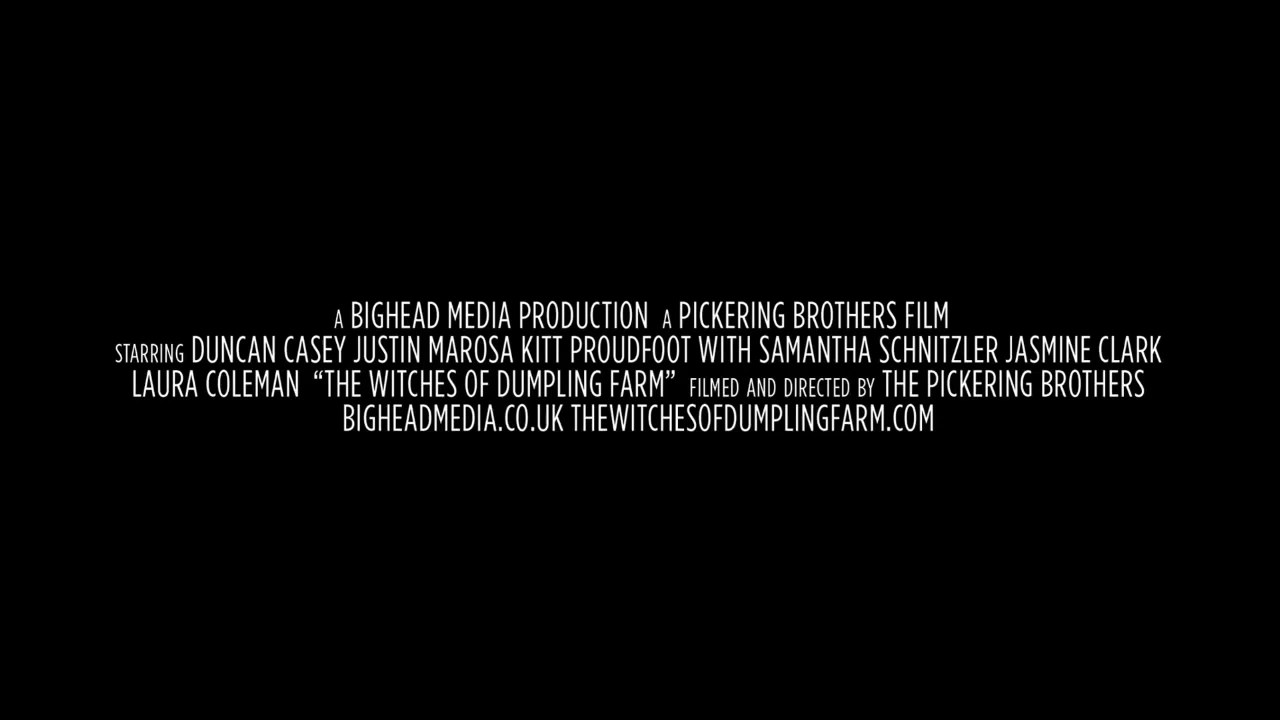 A BIGHEAD MEDIA PRODUCTION A PICKERING BROTHERS FILM
STARRING DUNCAN CASEY JUSTIN MAROSA KITT PROUDFOOT WITH SAMANTHA SCHNITZLER JASMINE CLARK
LAURA COLEMAN “THE WITCHES OF DUMPLING FARM” FILMED AND DIRECTED BY THE PICKERING BROTHERS
BIGHEADMEDIA.CO.UK THEWITCHESOFDUMPLINGFARM.COM